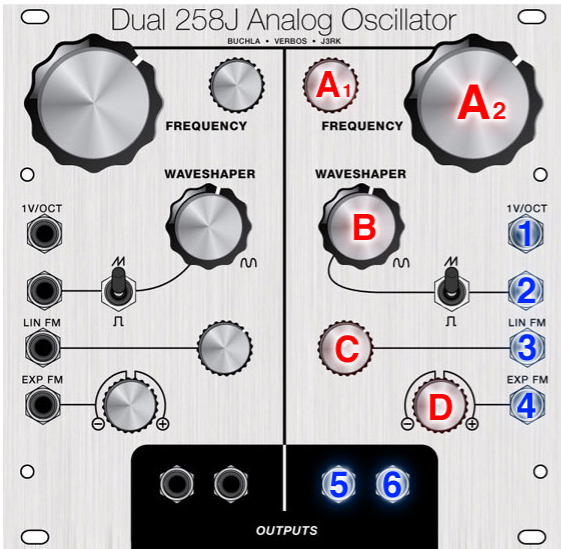 Dual 258J Analog Oscillator
BUCHLA • VERBOS • J3RK
A1
A2
FREQUENCY
FREQUENCY
WAVESHAPER
WAVESHAPER
B
1V/OCT
1V/OCT
1
2
LIN FM
LIN FM
C
3
EXP FM
EXP FM
D
4
5
6
OUTPUTS